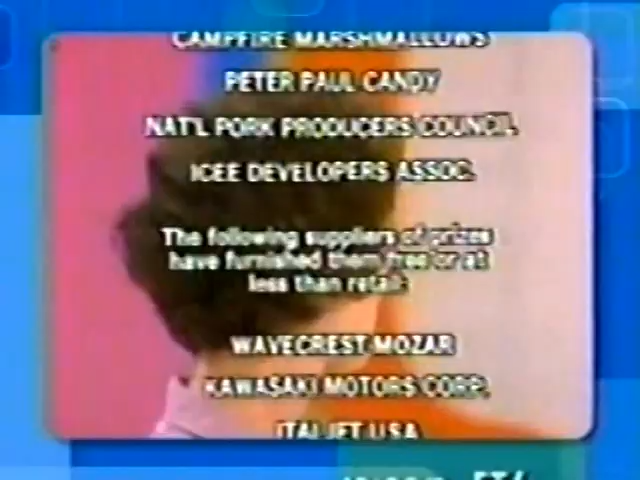 CAMPFIRE MARSHMALLOWS
PETER PAUL CANDY
NAT'L PORK PRODUCERS COUNCIL
ICEE DEVELOPERS ASSOC.
The following suppliers of prizes
have furnished them free or at
less than retail:
WAVECREST MOZAR
KAWASAKI MOTORS CORP.
ITALJET USA